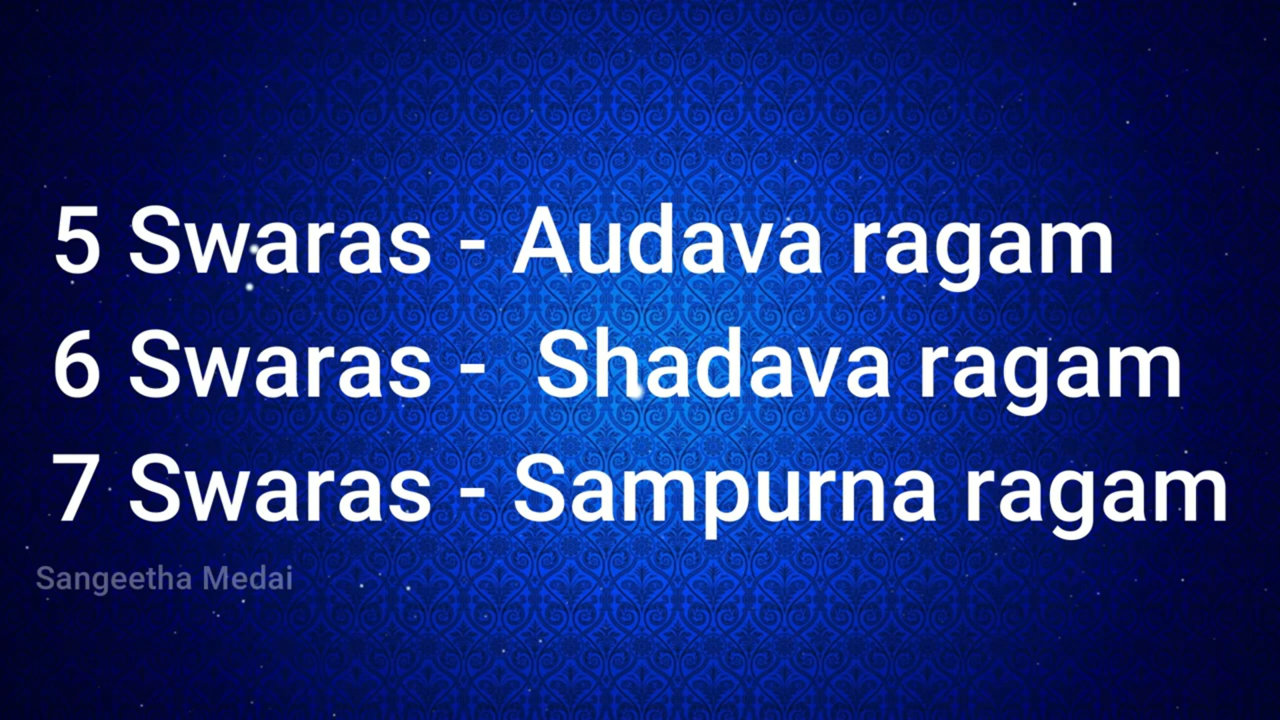 5 Swaras - Audava ragam
6 Swaras - Shadava ragam
7 Swaras - Sampurna ragam
Sangeetha Medai